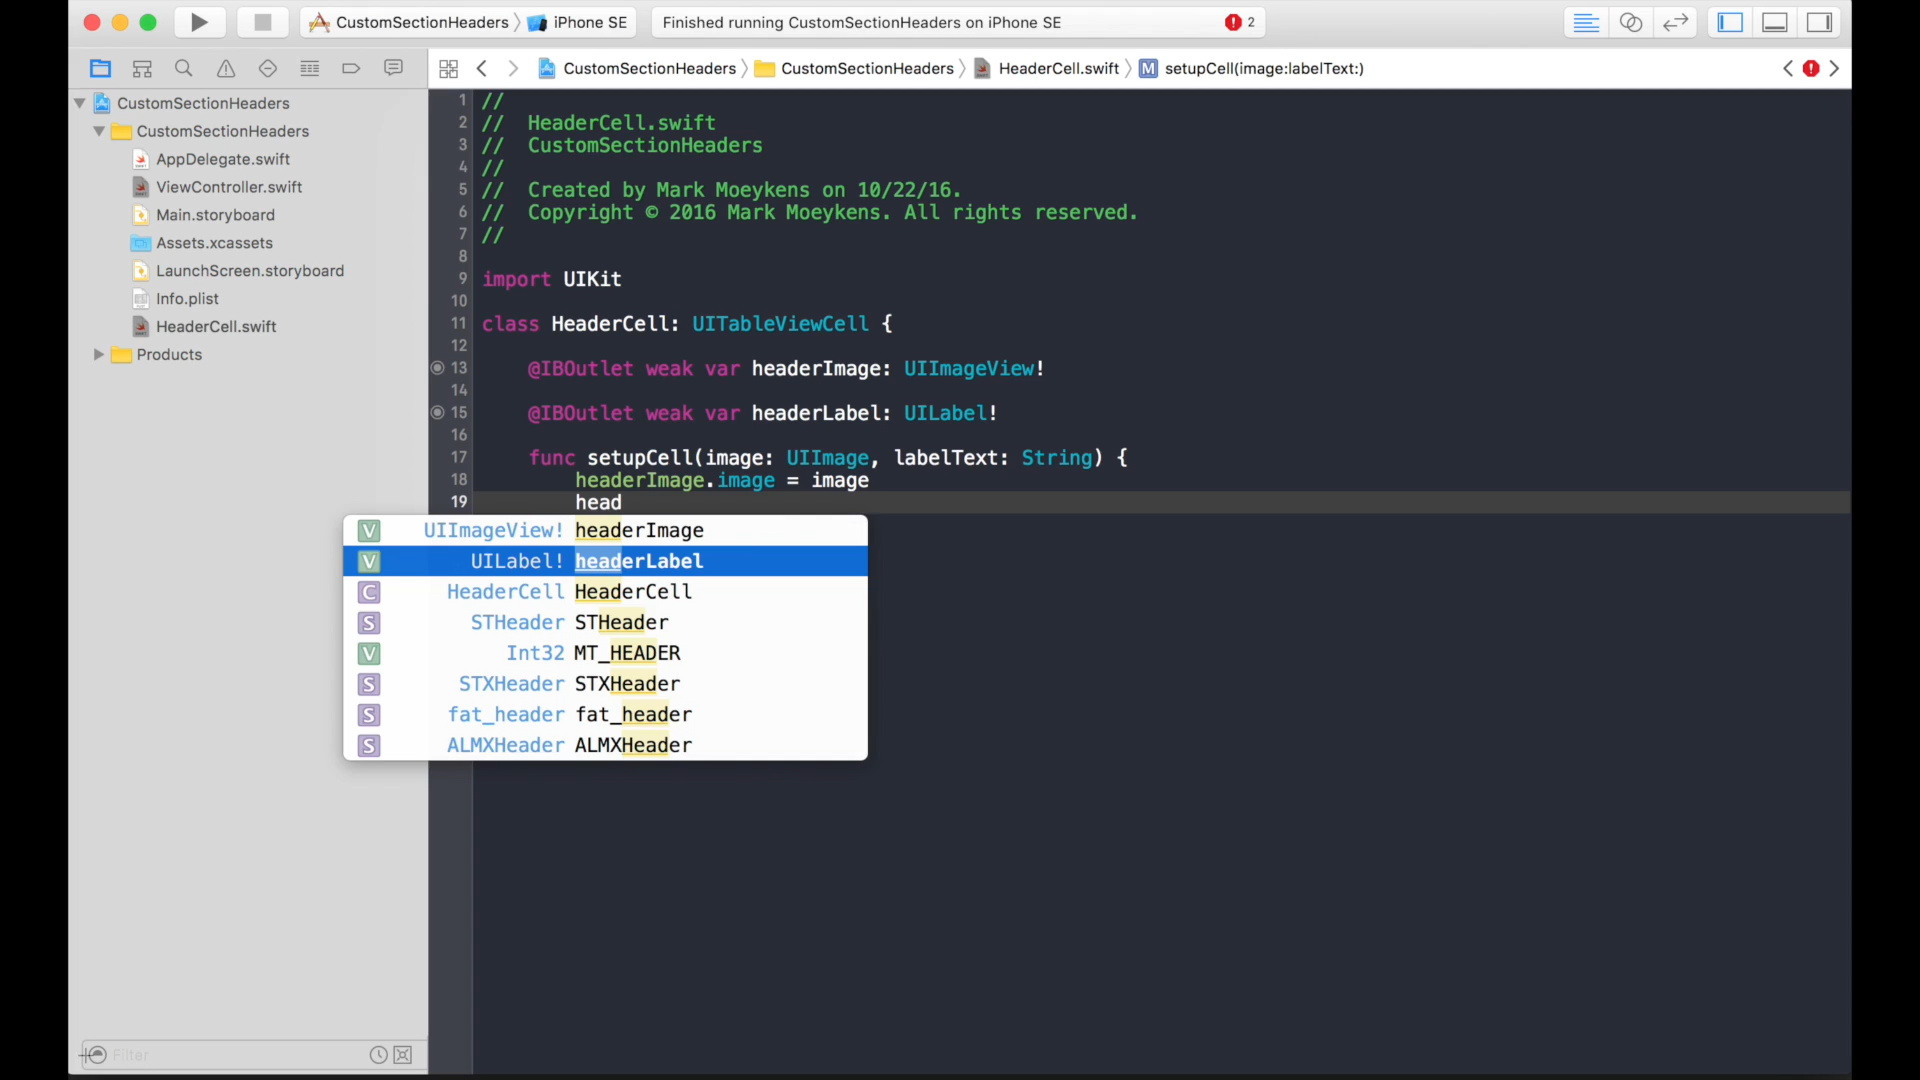 CustomSectionHeaders 〉 iPhone SE
Finished running CustomSectionHeaders on iPhone SE
2
CustomSectionHeaders 〉 CustomSectionHeaders 〉 HeaderCell.swift 〉 M setupCell(image:labelText:)
CustomSectionHeaders
CustomSectionHeaders
AppDelegate.swift
ViewController.swift
Main.storyboard
Assets.xcassets
LaunchScreen.storyboard
Info.plist
HeaderCell.swift
Products
Filter
1 //
2 // HeaderCell.swift
3 // CustomSectionHeaders
4 //
5 // Created by Mark Moeykens on 10/22/16.
6 // Copyright © 2016 Mark Moeykens. All rights reserved.
7 //
8
9 import UIKit
10
11 class HeaderCell: UITableViewCell {
12
13 @IBOutlet weak var headerImage: UIImageView!
14
15 @IBOutlet weak var headerLabel: UILabel!
16
17 func setupCell(image: UIImage, labelText: String) {
18 headerImage.image = image
19 head
V UIImageView! headerImage
V UILabel! headerLabel
C HeaderCell HeaderCell
S STHeader STHeader
V Int32 MT_HEADER
S STXHeader STXHeader
S fat_header fat_header
S ALMXHeader ALMXHeader